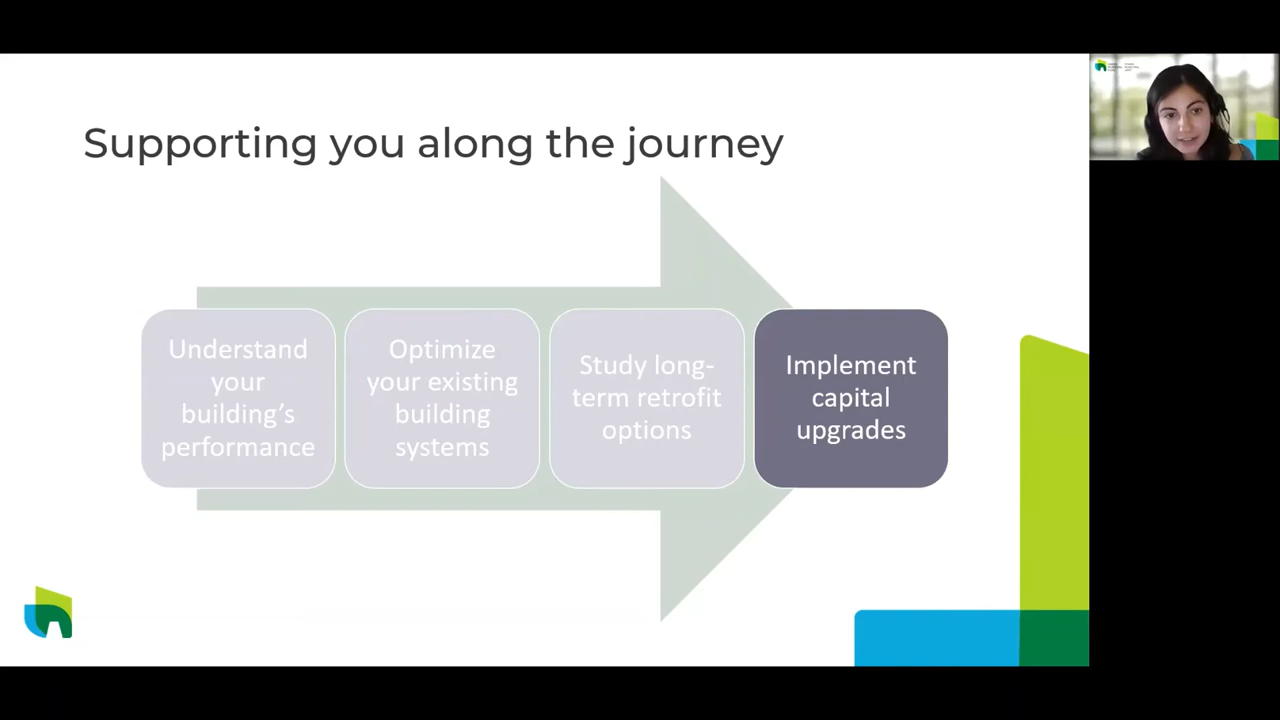 Supporting you along the journey
Understand
your
building's
performance
Optimize
your existing
building
systems
Study long-
term retrofit
options
Implement
capital
upgrades